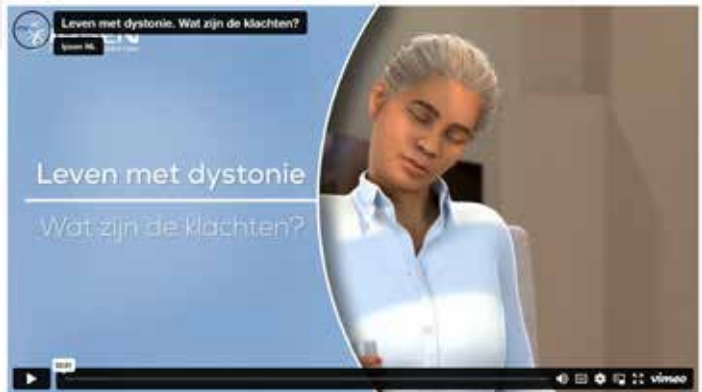 Leven met dystonie. Wat zijn de klachten?
Ipsen NL
Leven met dystonie
Wat zijn de klachten?
vimeo